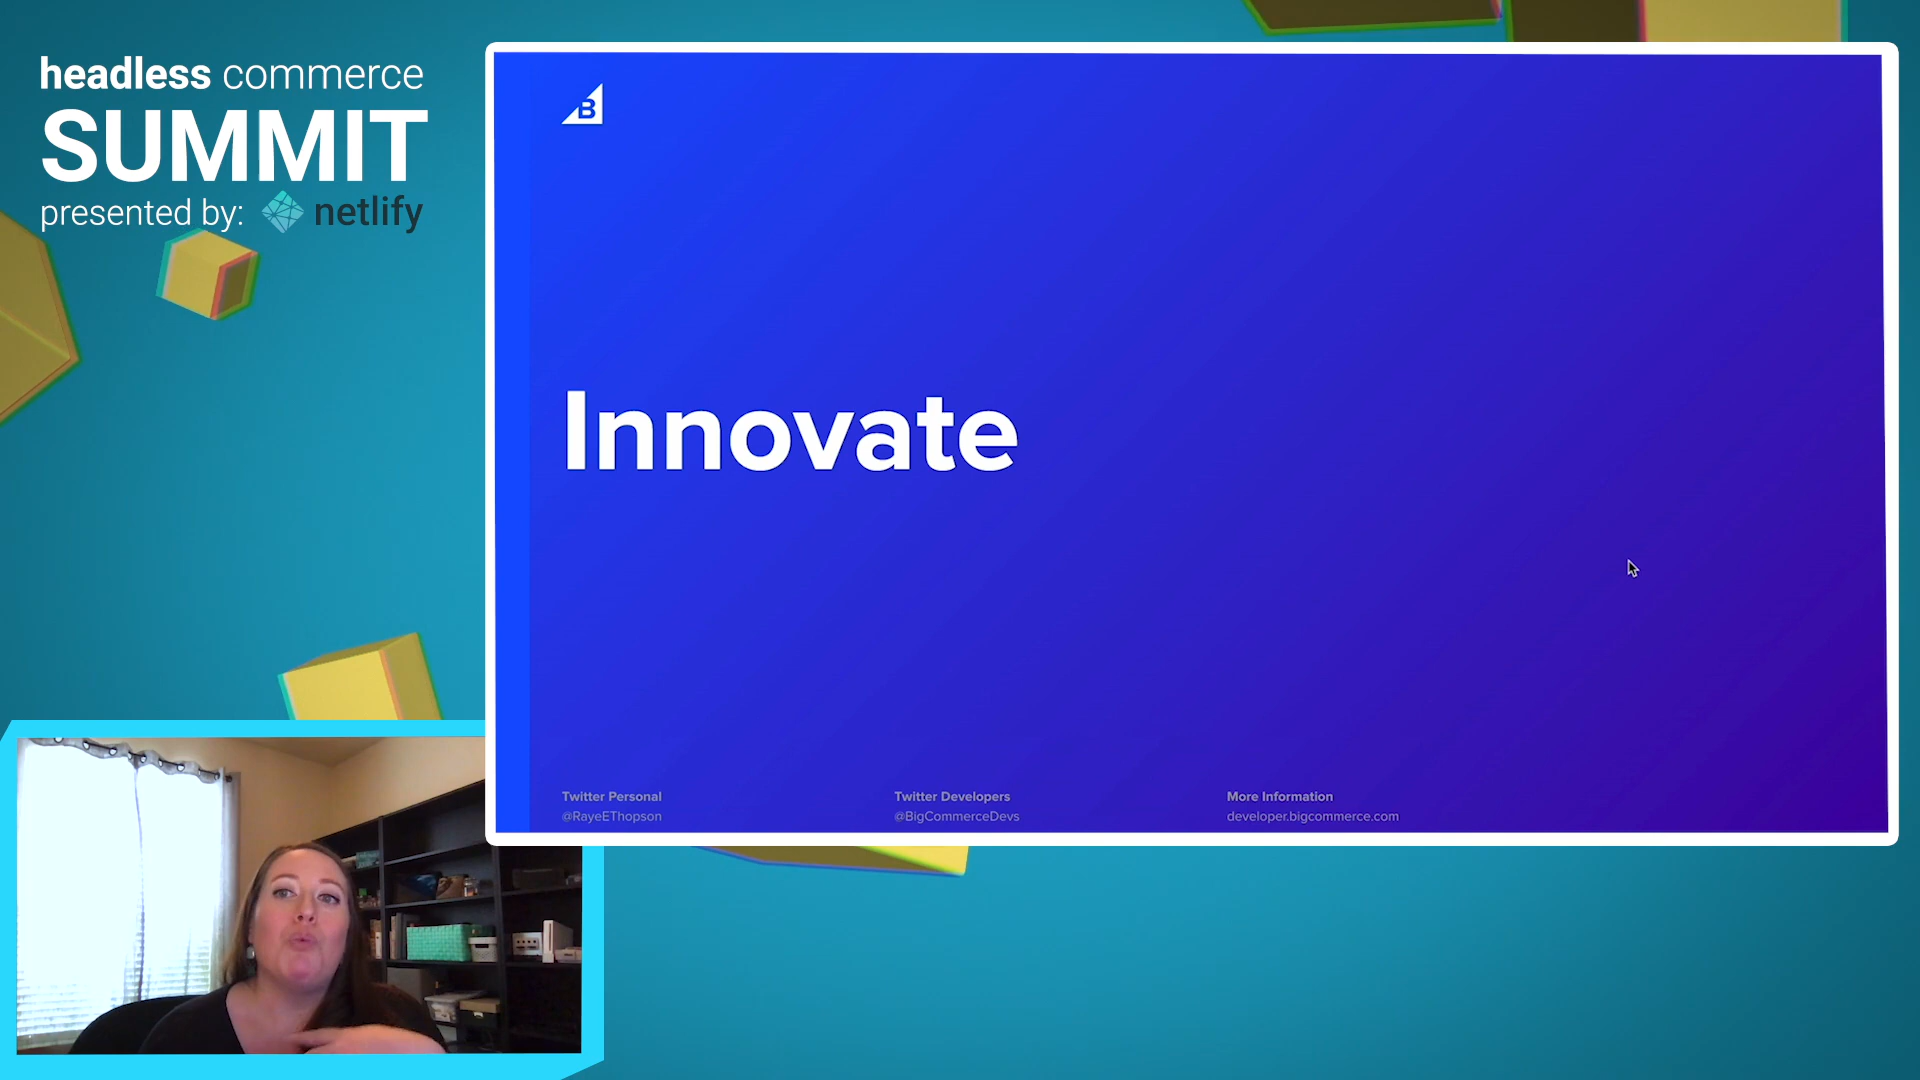 headless commerce
SUMMIT
presented by: netlify
B
Innovate
Twitter Personal
@RayeEThopson
Twitter Developers
@BigCommerceDevs
More Information
developer.bigcommerce.com